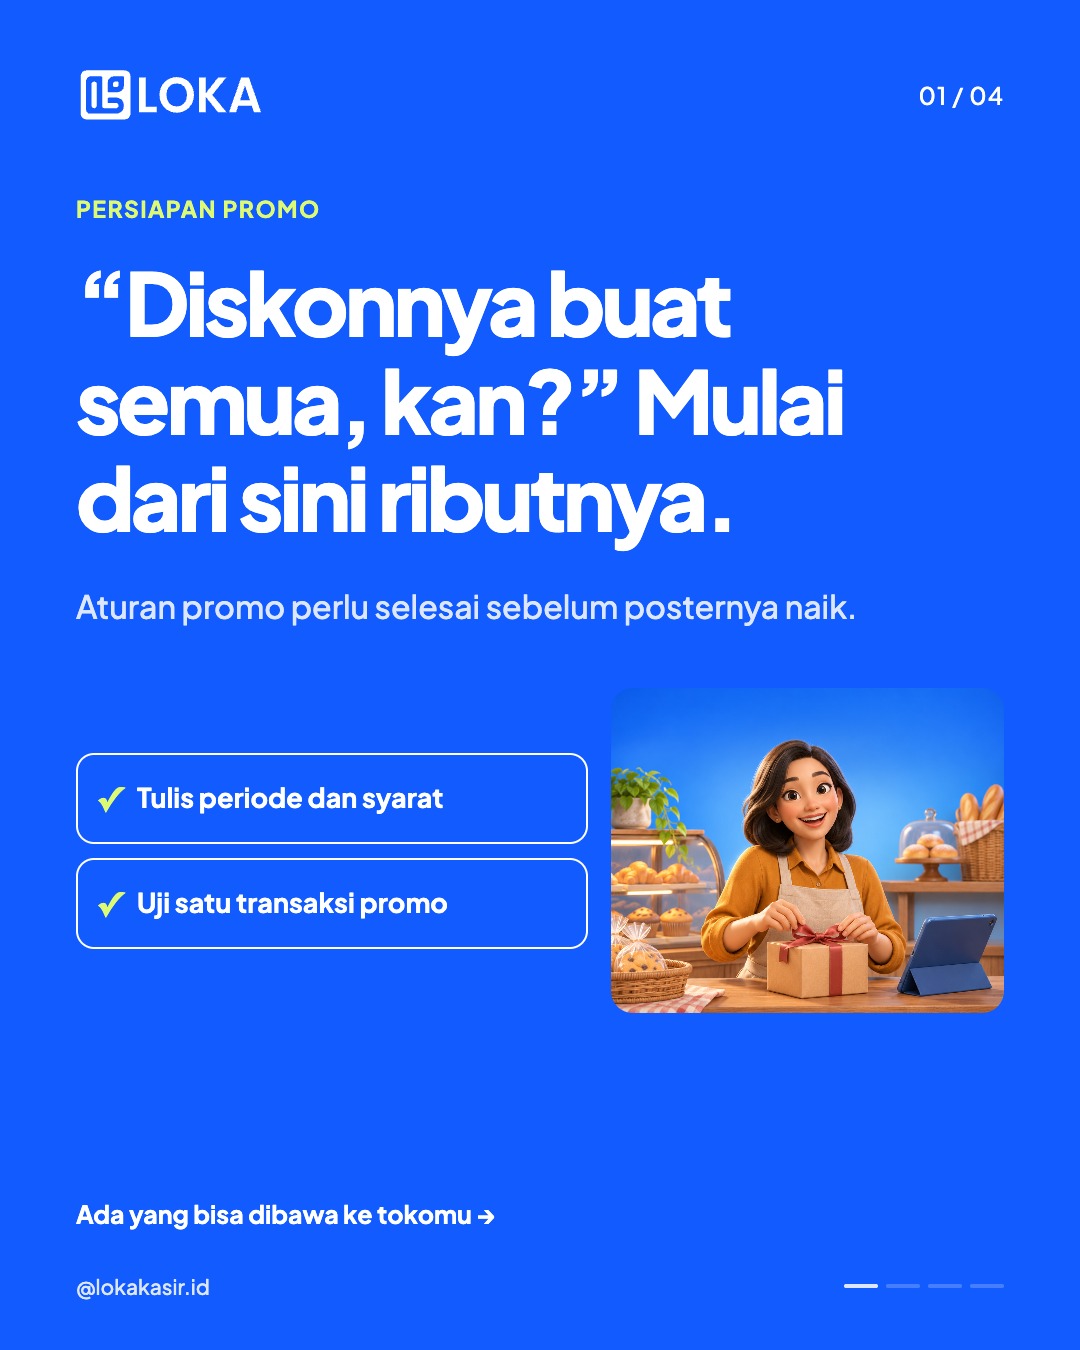 LOKA
01 / 04
PERSIAPAN PROMO
“Diskonnya buat
semua, kan?” Mulai
dari sini ributnya.
Aturan promo perlu selesai sebelum posternya naik.
✓ Tulis periode dan syarat
✓ Uji satu transaksi promo
Ada yang bisa dibawa ke tokomu →
@lokakasir.id